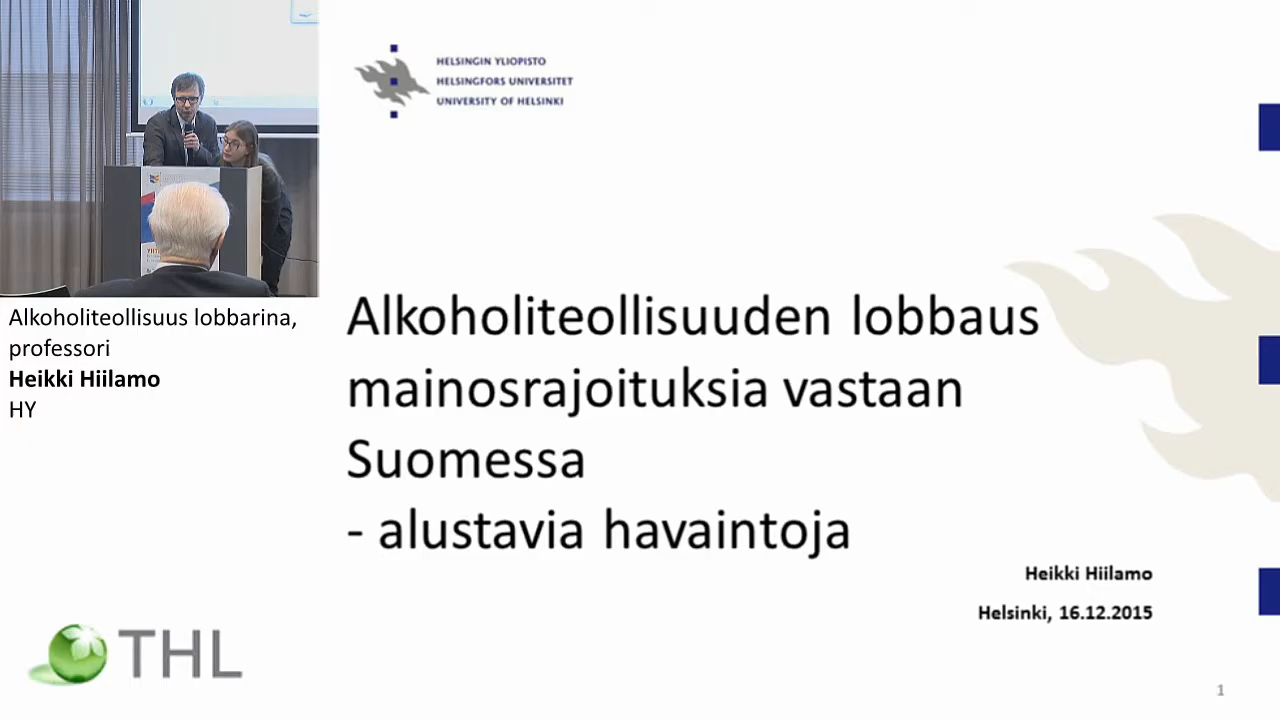 HELSINGIN YLIOPISTO
HELSINGFORS UNIVERSITET
UNIVERSITY OF HELSINKI
Alkoholiteollisuus lobbarina,
professori
Heikki Hiilamo
HY
Alkoholiteollisuuden lobbaus
mainosrajoituksia vastaan
Suomessa
- alustavia havaintoja
Heikki Hiilamo
Helsinki, 16.12.2015
THL
1